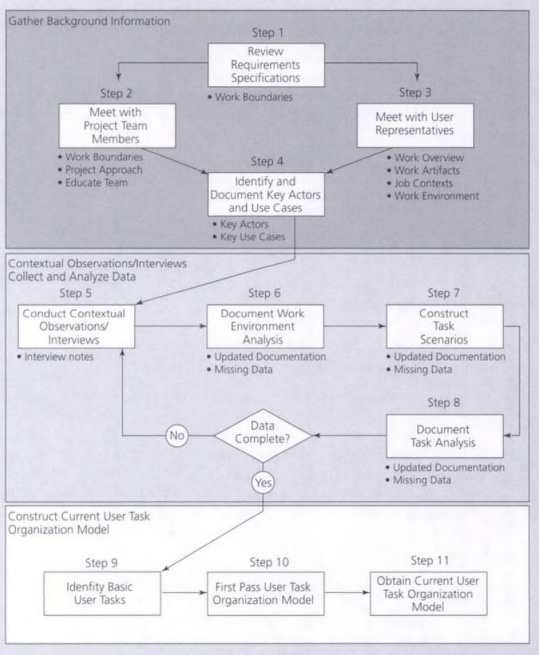 Gather Background Information
Step 1
Review
Requirements
Specifications
• Work Boundaries
Step 2
Meet with
Project Team
Members
• Work Boundaries
• Project Approach
• Educate Team
Step 3
Meet with User
Representatives
• Work Overview
• Work Artifacts
• Job Contexts
• Work Environment
Step 4
Identify and
Document Key Actors
and Use Cases
• Key Actors
• Key Use Cases
Contextual Observations/Interviews
Collect and Analyze Data
Step 5
Conduct Contextual
Observations/
Interviews
• Interview notes
Step 6
Document Work
Environment
Analysis
• Updated Documentation
• Missing Data
Step 7
Construct
Task
Scenarios
• Updated Documentation
• Missing Data
Step 8
Document
Task Analysis
• Updated Documentation
• Missing Data
Data
Complete?
No
Yes
Construct Current User Task
Organization Model
Step 9
Idenfity Basic
User Tasks
Step 10
First Pass User Task
Organization Model
Step 11
Obtain Current User
Task Organization
Model